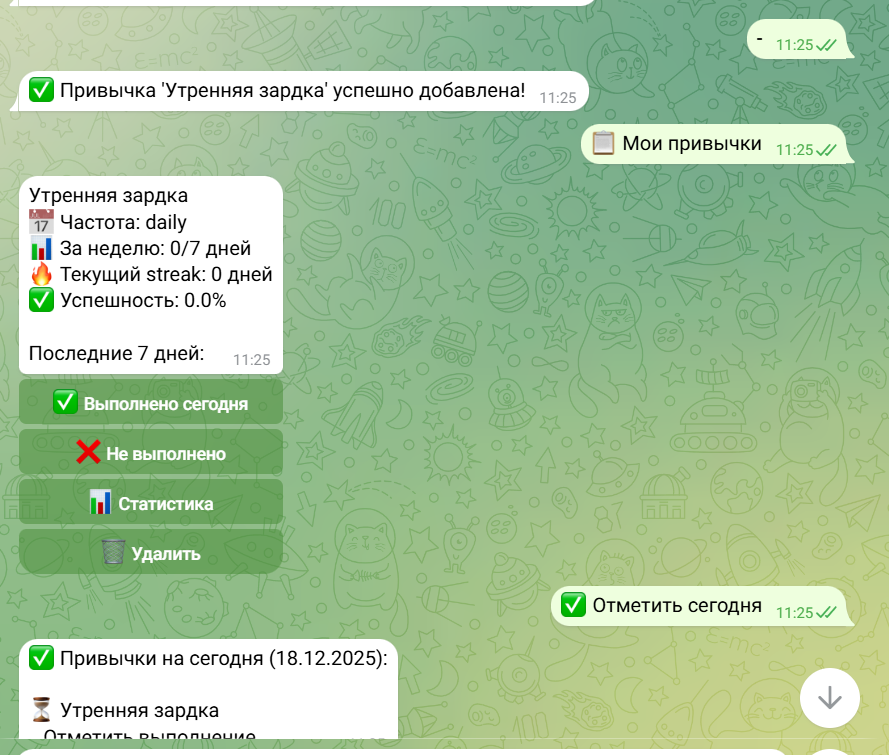 -
11:25
✅ Привычка 'Утренняя зардка' успешно добавлена!
11:25
📋 Мои привычки
11:25
Утренняя зардка
📅 Частота: daily
📊 За неделю: 0/7 дней
🔥 Текущий streak: 0 дней
✅ Успешность: 0.0%
Последние 7 дней:
11:25
✅ Выполнено сегодня
❌ Не выполнено
📊 Статистика
🗑️ Удалить
✅ Отметить сегодня
11:25
✅ Привычки на сегодня (18.12.2025):
⏳ Утренняя зардка
Отметить выполнение